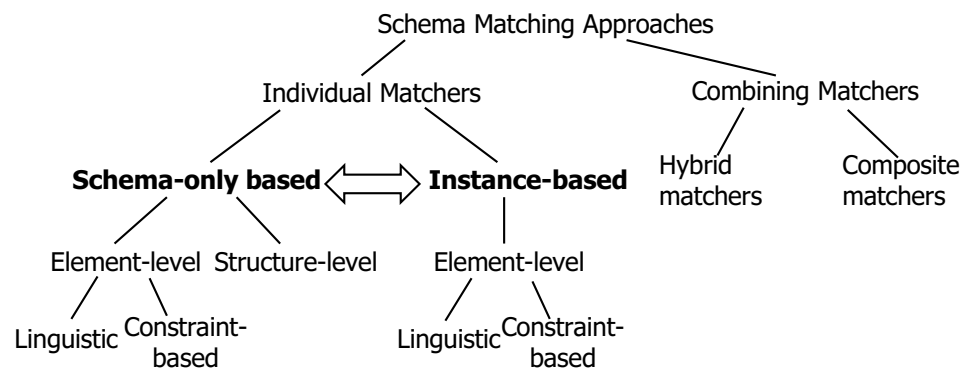 Schema Matching Approaches
Individual Matchers
Combining Matchers
Schema-only based
Instance-based
Hybrid
matchers
Composite
matchers
Element-level
Structure-level
Element-level
Linguistic
Constraint-
based
Linguistic
Constraint-
based